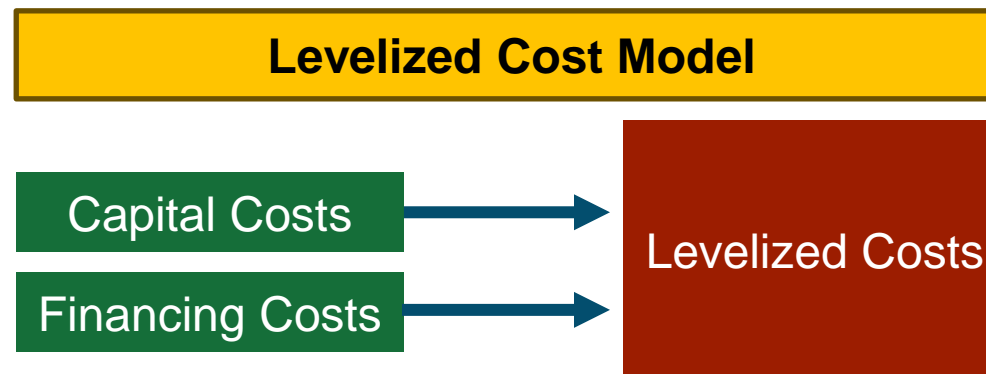 Levelized Cost Model
Capital Costs
Levelized Costs
Financing Costs